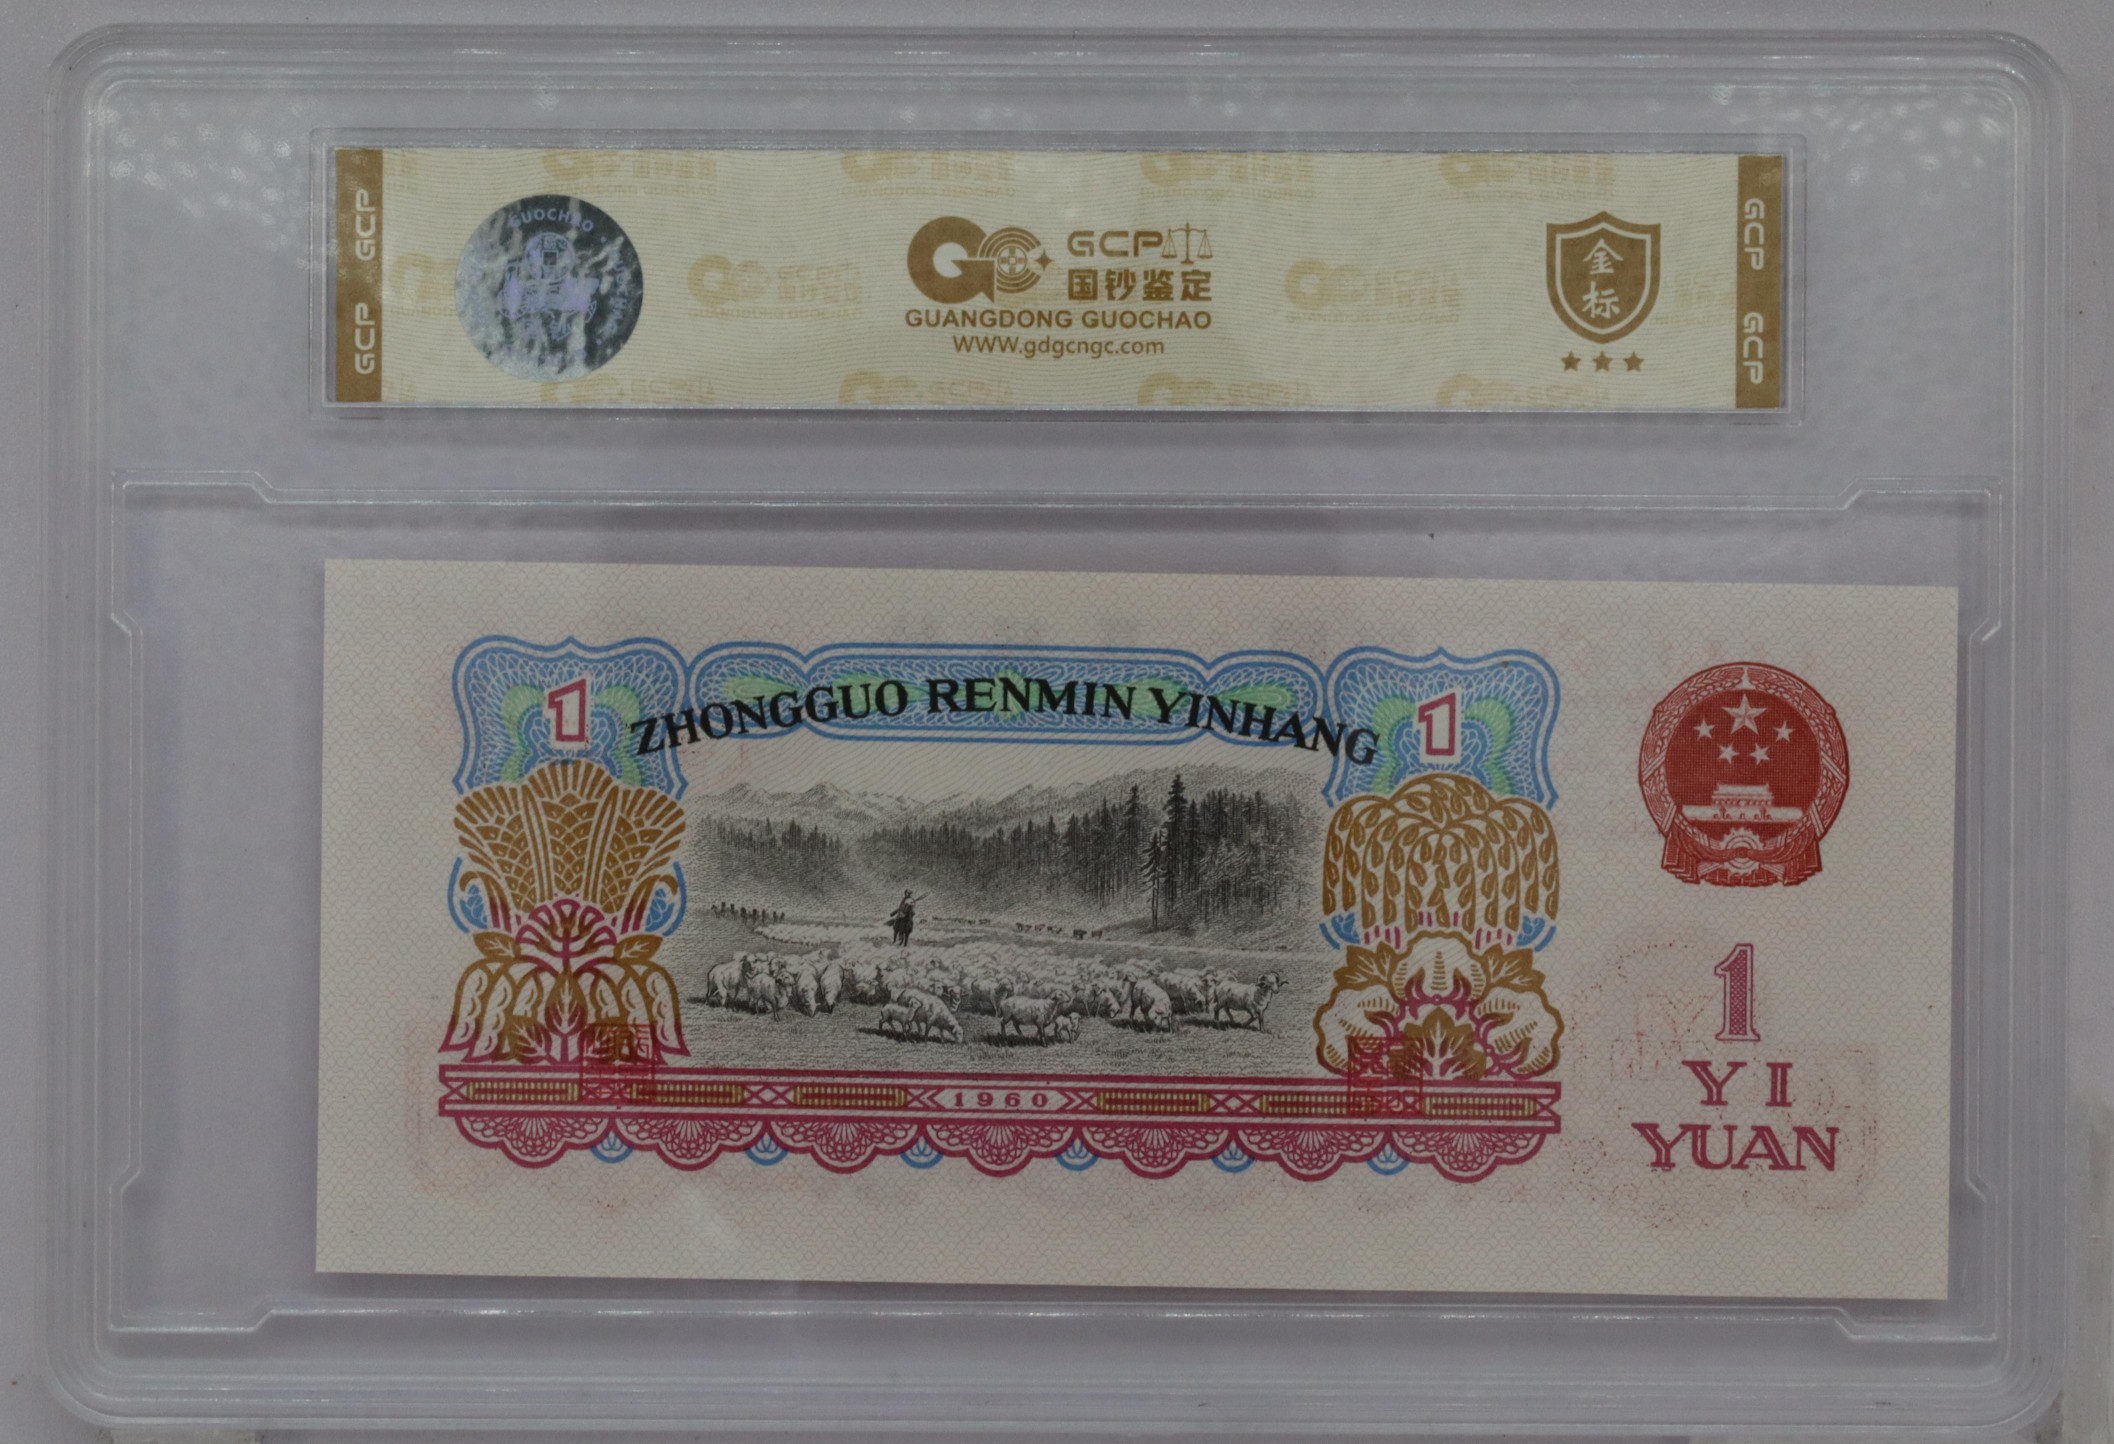 GCP GCP
GUOCHAO
GCP
国钞鉴定
GUANGDONG GUOCHAO
WWW.gdgcngc.com
金
标
GCP GCP
ZHONGGUO RENMIN YINHANG
1
1
1960
1
YI
YUAN